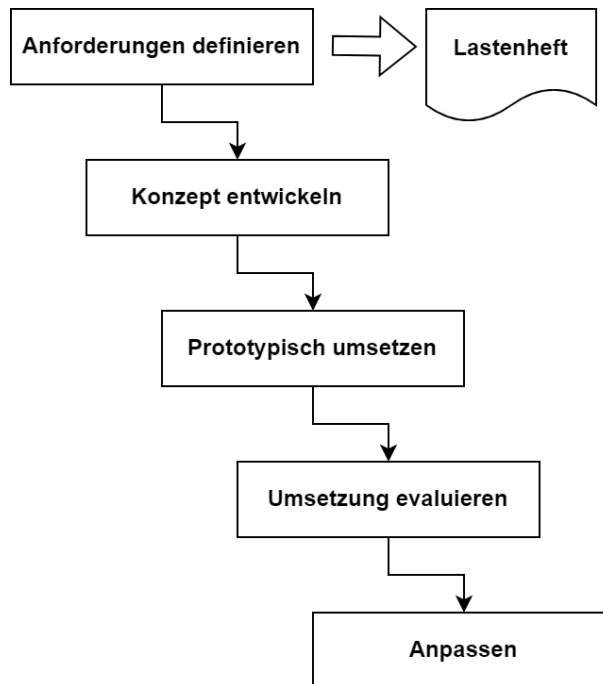 Anforderungen definieren
Lastenheft
Konzept entwickeln
Prototypisch umsetzen
Umsetzung evaluieren
Anpassen